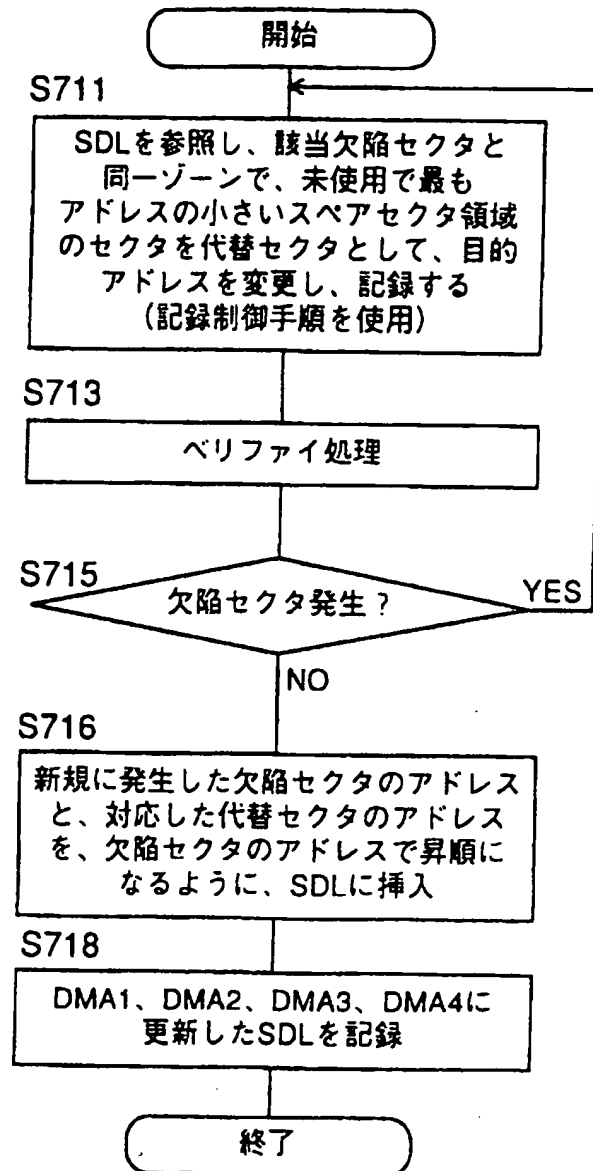 開始
S711
SDLを参照し、該当欠陥セクタと
同一ゾーンで、未使用で最も
アドレスの小さいスペアセクタ領域
のセクタを代替セクタとして、目的
アドレスを変更し、記録する
(記録制御手順を使用)
S713
ベリファイ処理
S715
欠陥セクタ発生?
YES
NO
S716
新規に発生した欠陥セクタのアドレス
と、対応した代替セクタのアドレス
を、欠陥セクタのアドレスで昇順に
なるように、SDLに挿入
S718
DMA1、DMA2、DMA3、DMA4に
更新したSDLを記録
終了